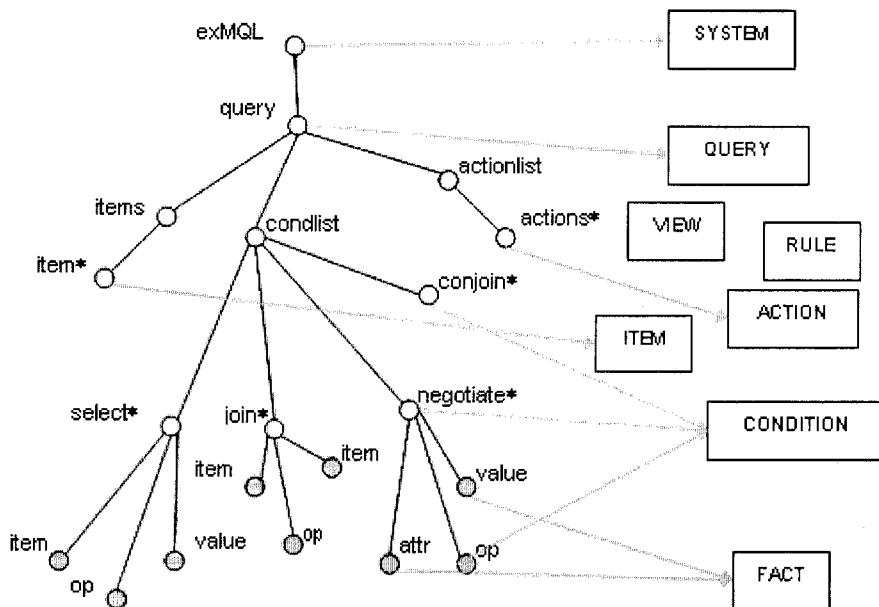 exMQL
SYSTEM
query
QUERY
actionlist
items
condlist
actions*
VIEW
RULE
item*
conjoin*
ACTION
ITEM
select*
join*
negotiate*
CONDITION
item
item
value
item
op
value
op
attr
op
FACT